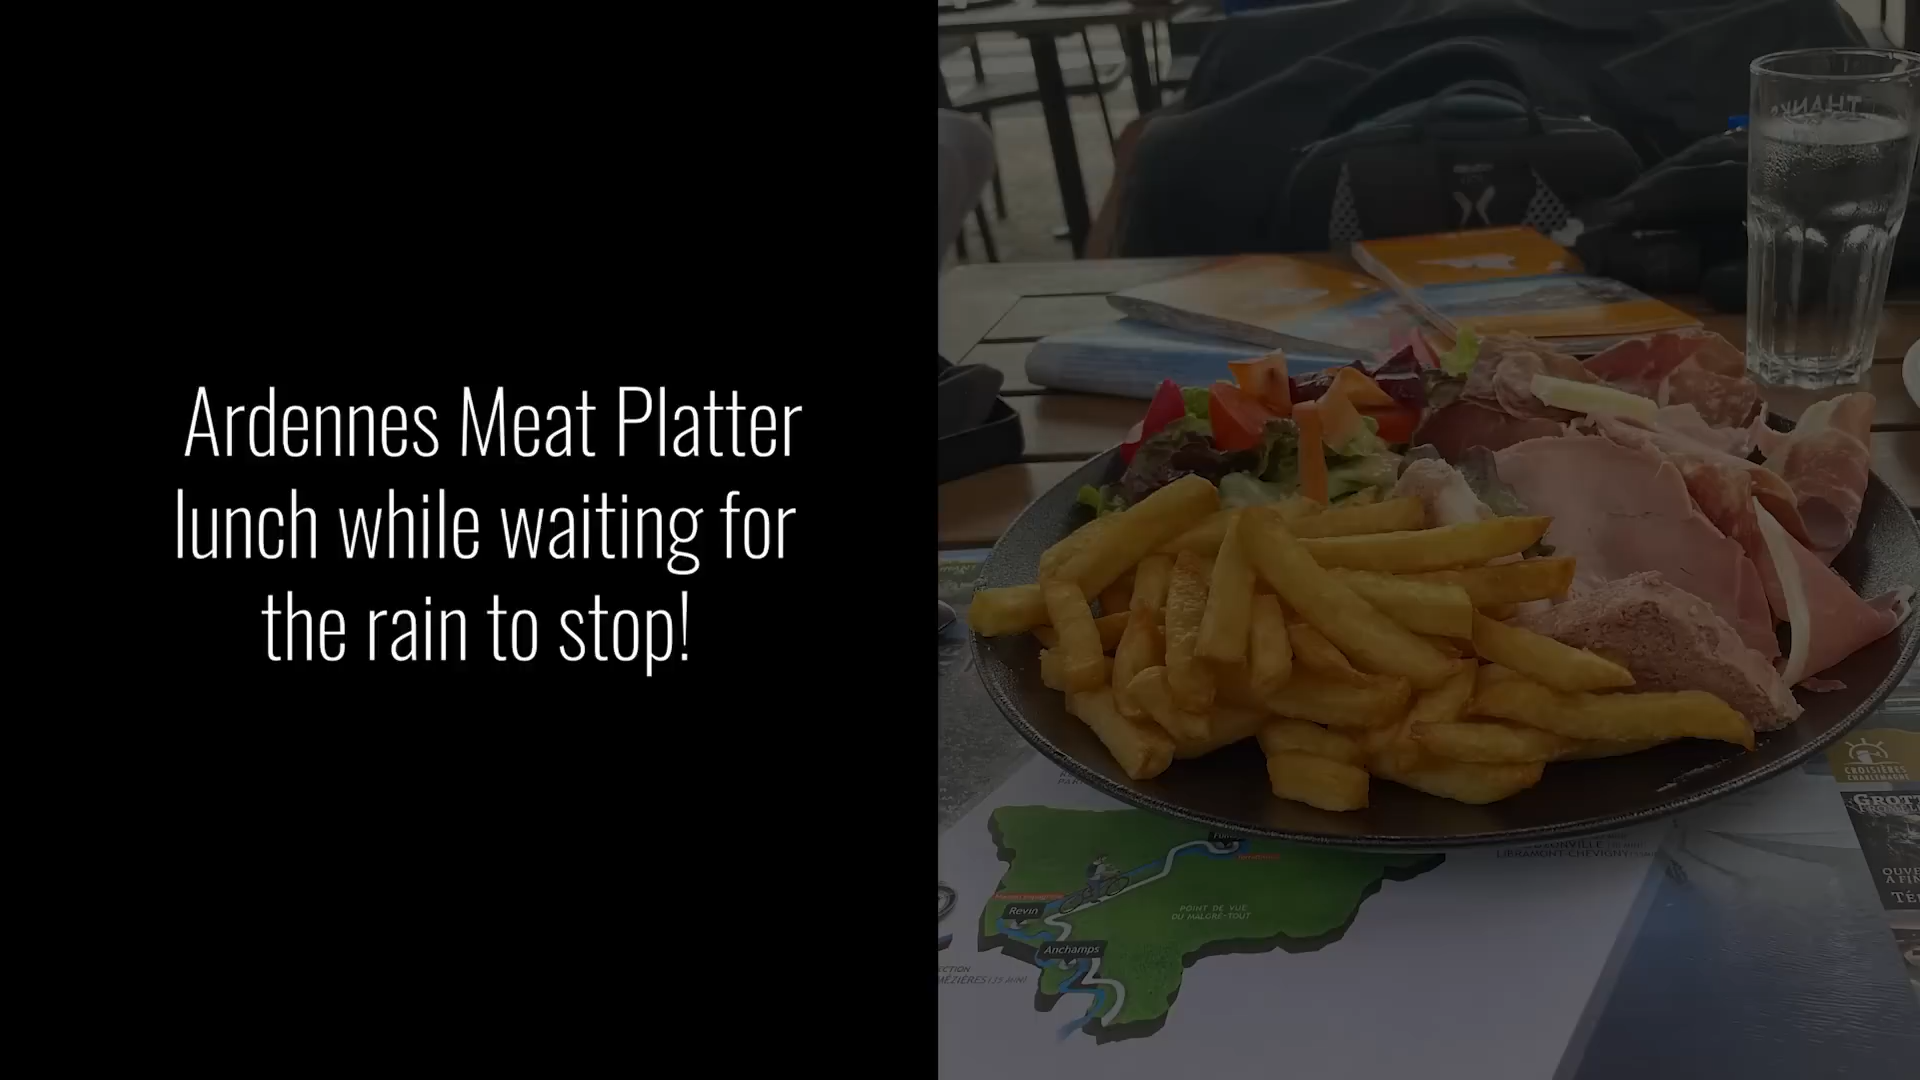 Ardennes Meat Platter
lunch while waiting for
the rain to stop!
THANKS
CROISIÈRES
CHARLEMAGNE
LIBRAMONT-CHEVIGNY
Revin
POINT DE VUE
DU MALGRÉ-TOUT
Anchamps